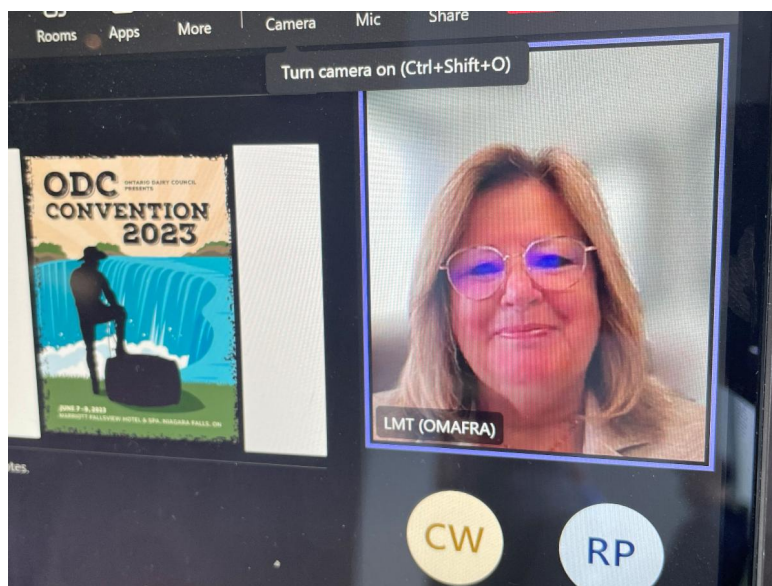 Rooms
Apps
More
Camera
Mic
Share
Turn camera on (Ctrl+Shift+O)
ODC
ONTARIO DAIRY COUNCIL
PRESENTS
CONVENTION
2023
JUNE 7-9, 2023
MARRIOTT FALLSVIEW HOTEL & SPA, NIAGARA FALLS, ON
LMT (OMAFRA)
CW
RP